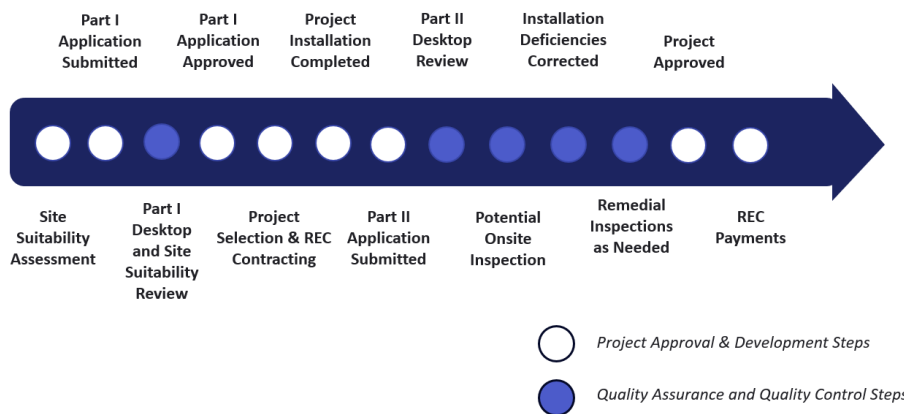 Part I
Application
Submitted
Part I
Application
Approved
Project
Installation
Completed
Part II
Desktop
Review
Installation
Deficiencies
Corrected
Project
Approved
Site
Suitability
Assessment
Part I
Desktop
and Site
Suitability
Review
Project
Selection & REC
Contracting
Part II
Application
Submitted
Potential
Onsite
Inspection
Remedial
Inspections
as Needed
REC
Payments
Project Approval & Development Steps
Quality Assurance and Quality Control Steps